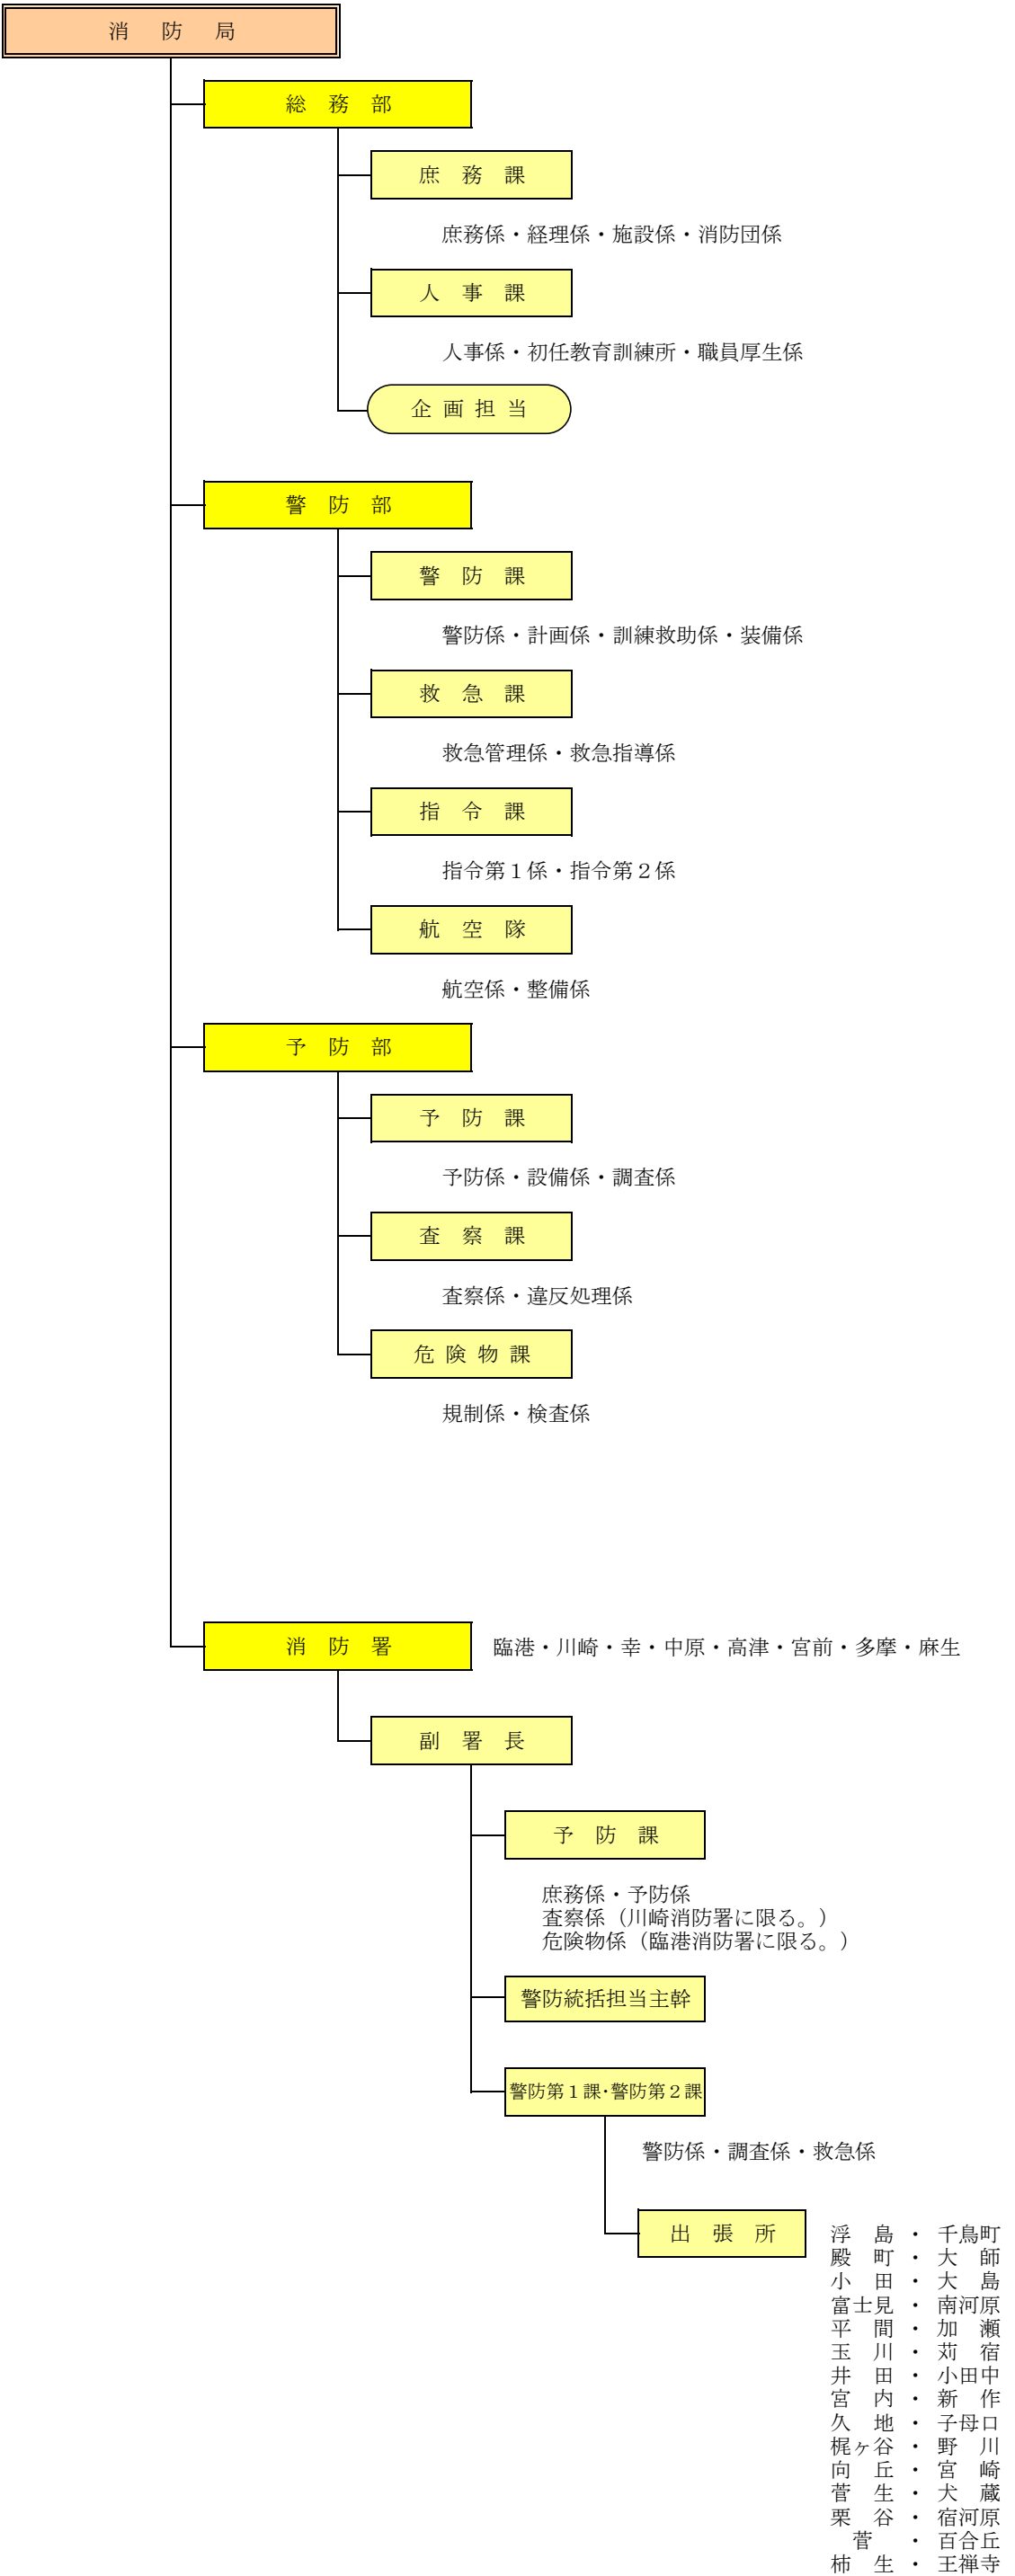 消防局
総務部
庶務課
庶務係・経理係・施設係・消防団係
人事課
人事係・初任教育訓練所・職員厚生係
企画担当
警防部
警防課
警防係・計画係・訓練救助係・装備係
救急課
救急管理係・救急指導係
指令課
指令第１係・指令第２係
航空隊
航空係・整備係
予防部
予防課
予防係・設備係・調査係
査察課
査察係・違反処理係
危険物課
規制係・検査係
消防署
臨港・川崎・幸・中原・高津・宮前・多摩・麻生
副署長
予防課
庶務係・予防係
査察係（川崎消防署に限る。）
危険物係（臨港消防署に限る。）
警防統括担当主幹
警防第１課・警防第２課
警防係・調査係・救急係
出張所
浮島・千鳥町
殿町・大師
小田・大島
富士見・南河原
平間・加瀬
玉川・苅宿
井田・小田中
宮内・新作
久地・子母口
梶ヶ谷・野川
向丘・宮崎
菅生・犬蔵
栗谷・宿河原
菅・百合丘
柿生・王禅寺